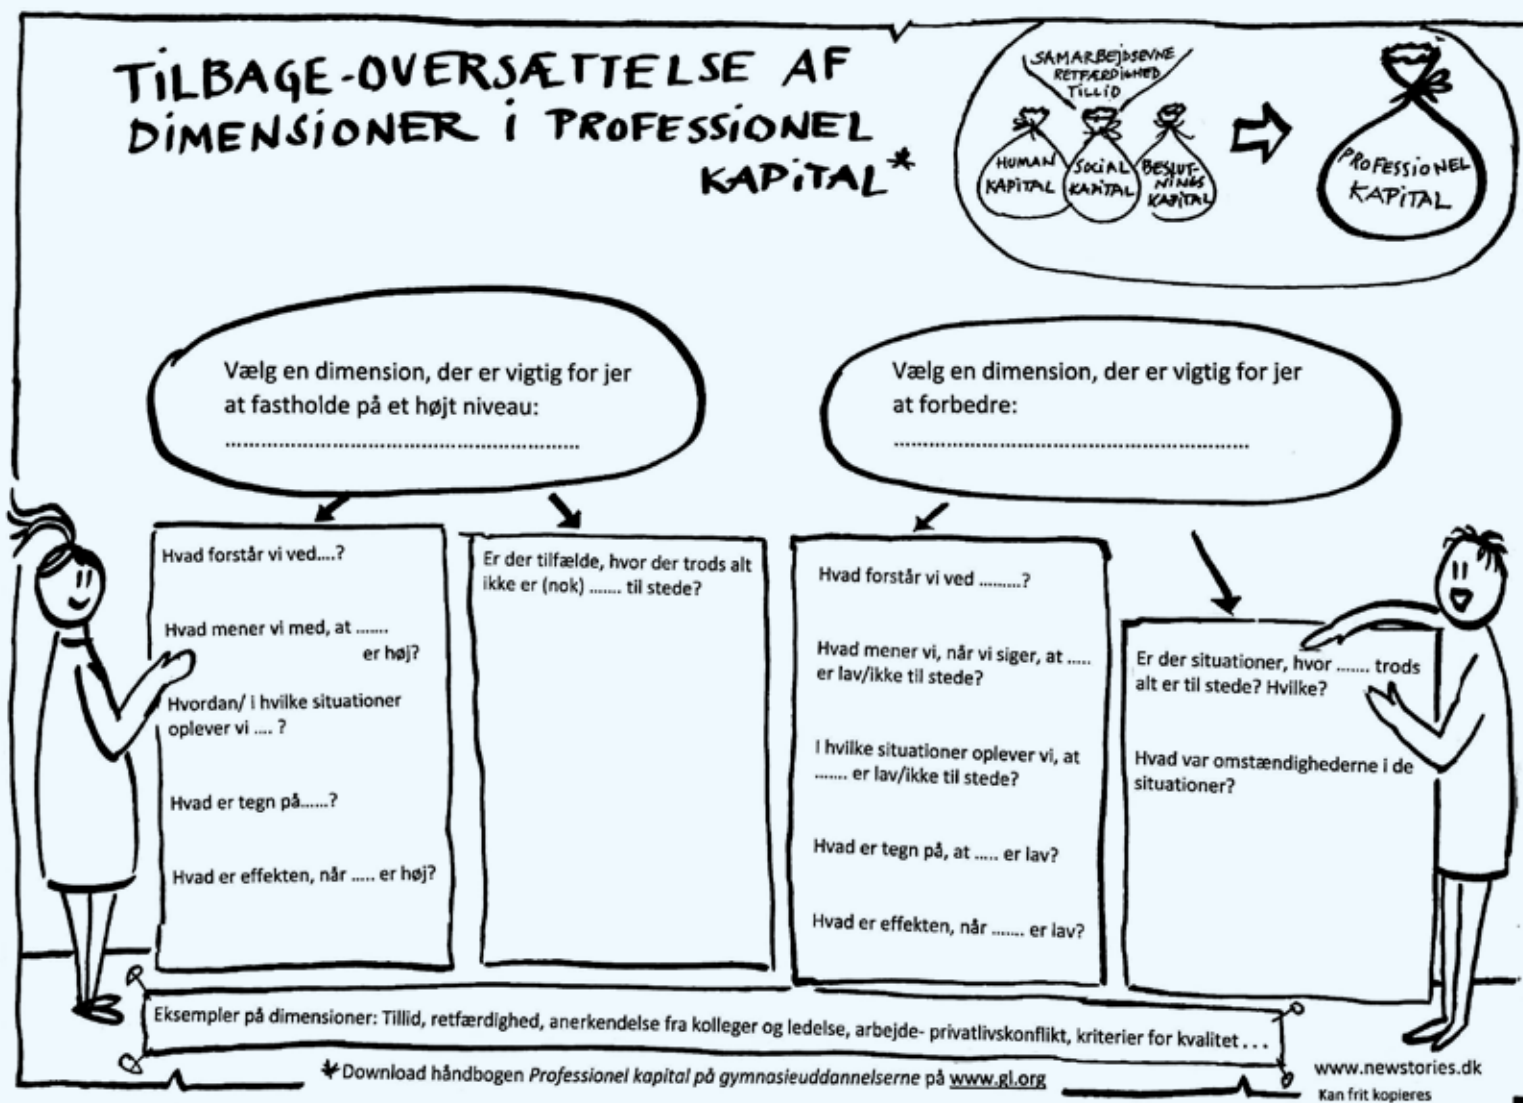 TILBAGE-OVERSÆTTELSE AF
DIMENSIONER I PROFESSIONEL
KAPITAL*
SAMARBEJDSEVNE
RETFÆRDIGHED
TILLID
HUMAN
KAPITAL
SOCIAL
KAPITAL
BESLUT-
NINGS
KAPITAL
PROFESSIONEL
KAPITAL
Vælg en dimension, der er vigtig for jer
at fastholde på et højt niveau:
............................................................
Vælg en dimension, der er vigtig for jer
at forbedre:
............................................................
Hvad forstår vi ved....?
Hvad mener vi med, at .......
er høj?
Hvordan/ i hvilke situationer
oplever vi .... ?
Hvad er tegn på......?
Hvad er effekten, når ..... er høj?
Er der tilfælde, hvor der trods alt
ikke er (nok) ....... til stede?
Hvad forstår vi ved .........?
Hvad mener vi, når vi siger, at .....
er lav/ikke til stede?
I hvilke situationer oplever vi, at
....... er lav/ikke til stede?
Hvad er tegn på, at ..... er lav?
Hvad er effekten, når ....... er lav?
Er der situationer, hvor ....... trods
alt er til stede? Hvilke?
Hvad var omstændighederne i de
situationer?
Eksempler på dimensioner: Tillid, retfærdighed, anerkendelse fra kolleger og ledelse, arbejde- privatlivskonflikt, kriterier for kvalitet . . .
*Download håndbogen Professionel kapital på gymnasieuddannelserne på www.gl.org
www.newstories.dk
Kan frit kopieres